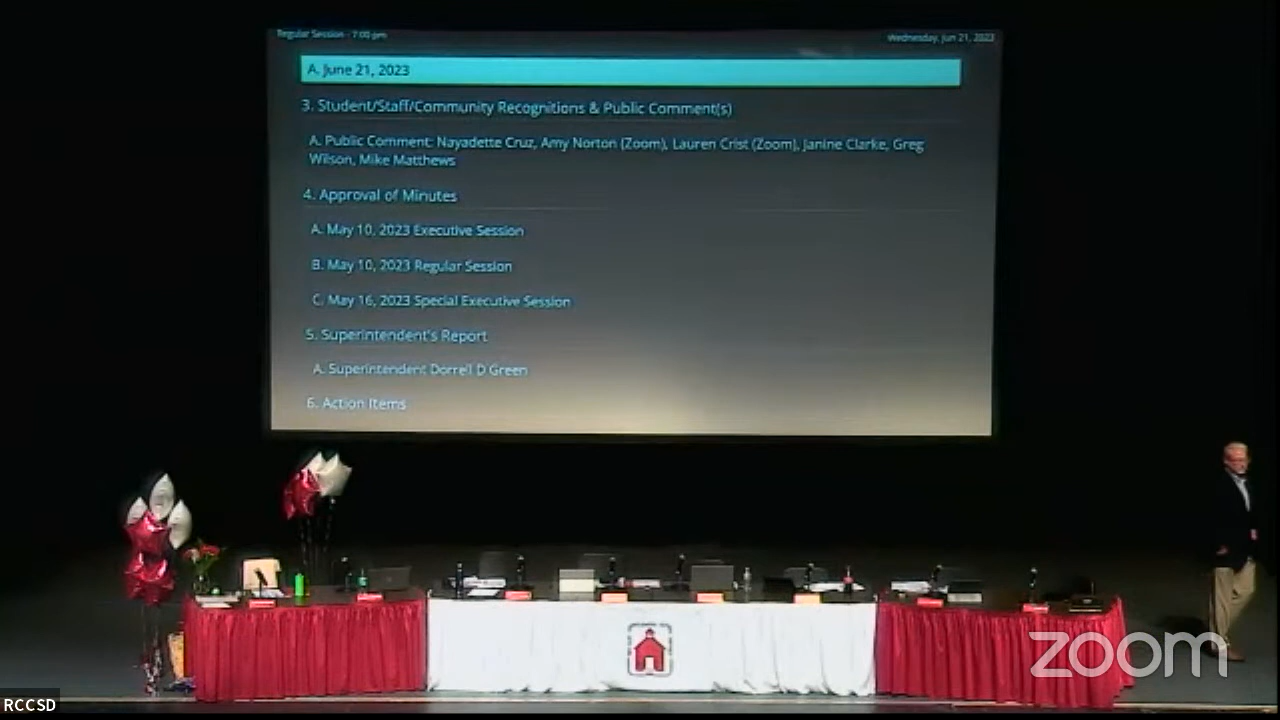 Regular Session - 7:00 pm
Wednesday, Jun 21, 2023
A. June 21, 2023
3. Student/Staff/Community Recognitions & Public Comment(s)
A. Public Comment: Nayadette Cruz, Amy Norton (Zoom), Lauren Crist (Zoom), Janine Clarke, Greg
Wilson, Mike Matthews
4. Approval of Minutes
A. May 10, 2023 Executive Session
B. May 10, 2023 Regular Session
C. May 16, 2023 Special Executive Session
5. Superintendent's Report
A. Superintendent Dorrell D Green
6. Action Items
zoom
RCCSD